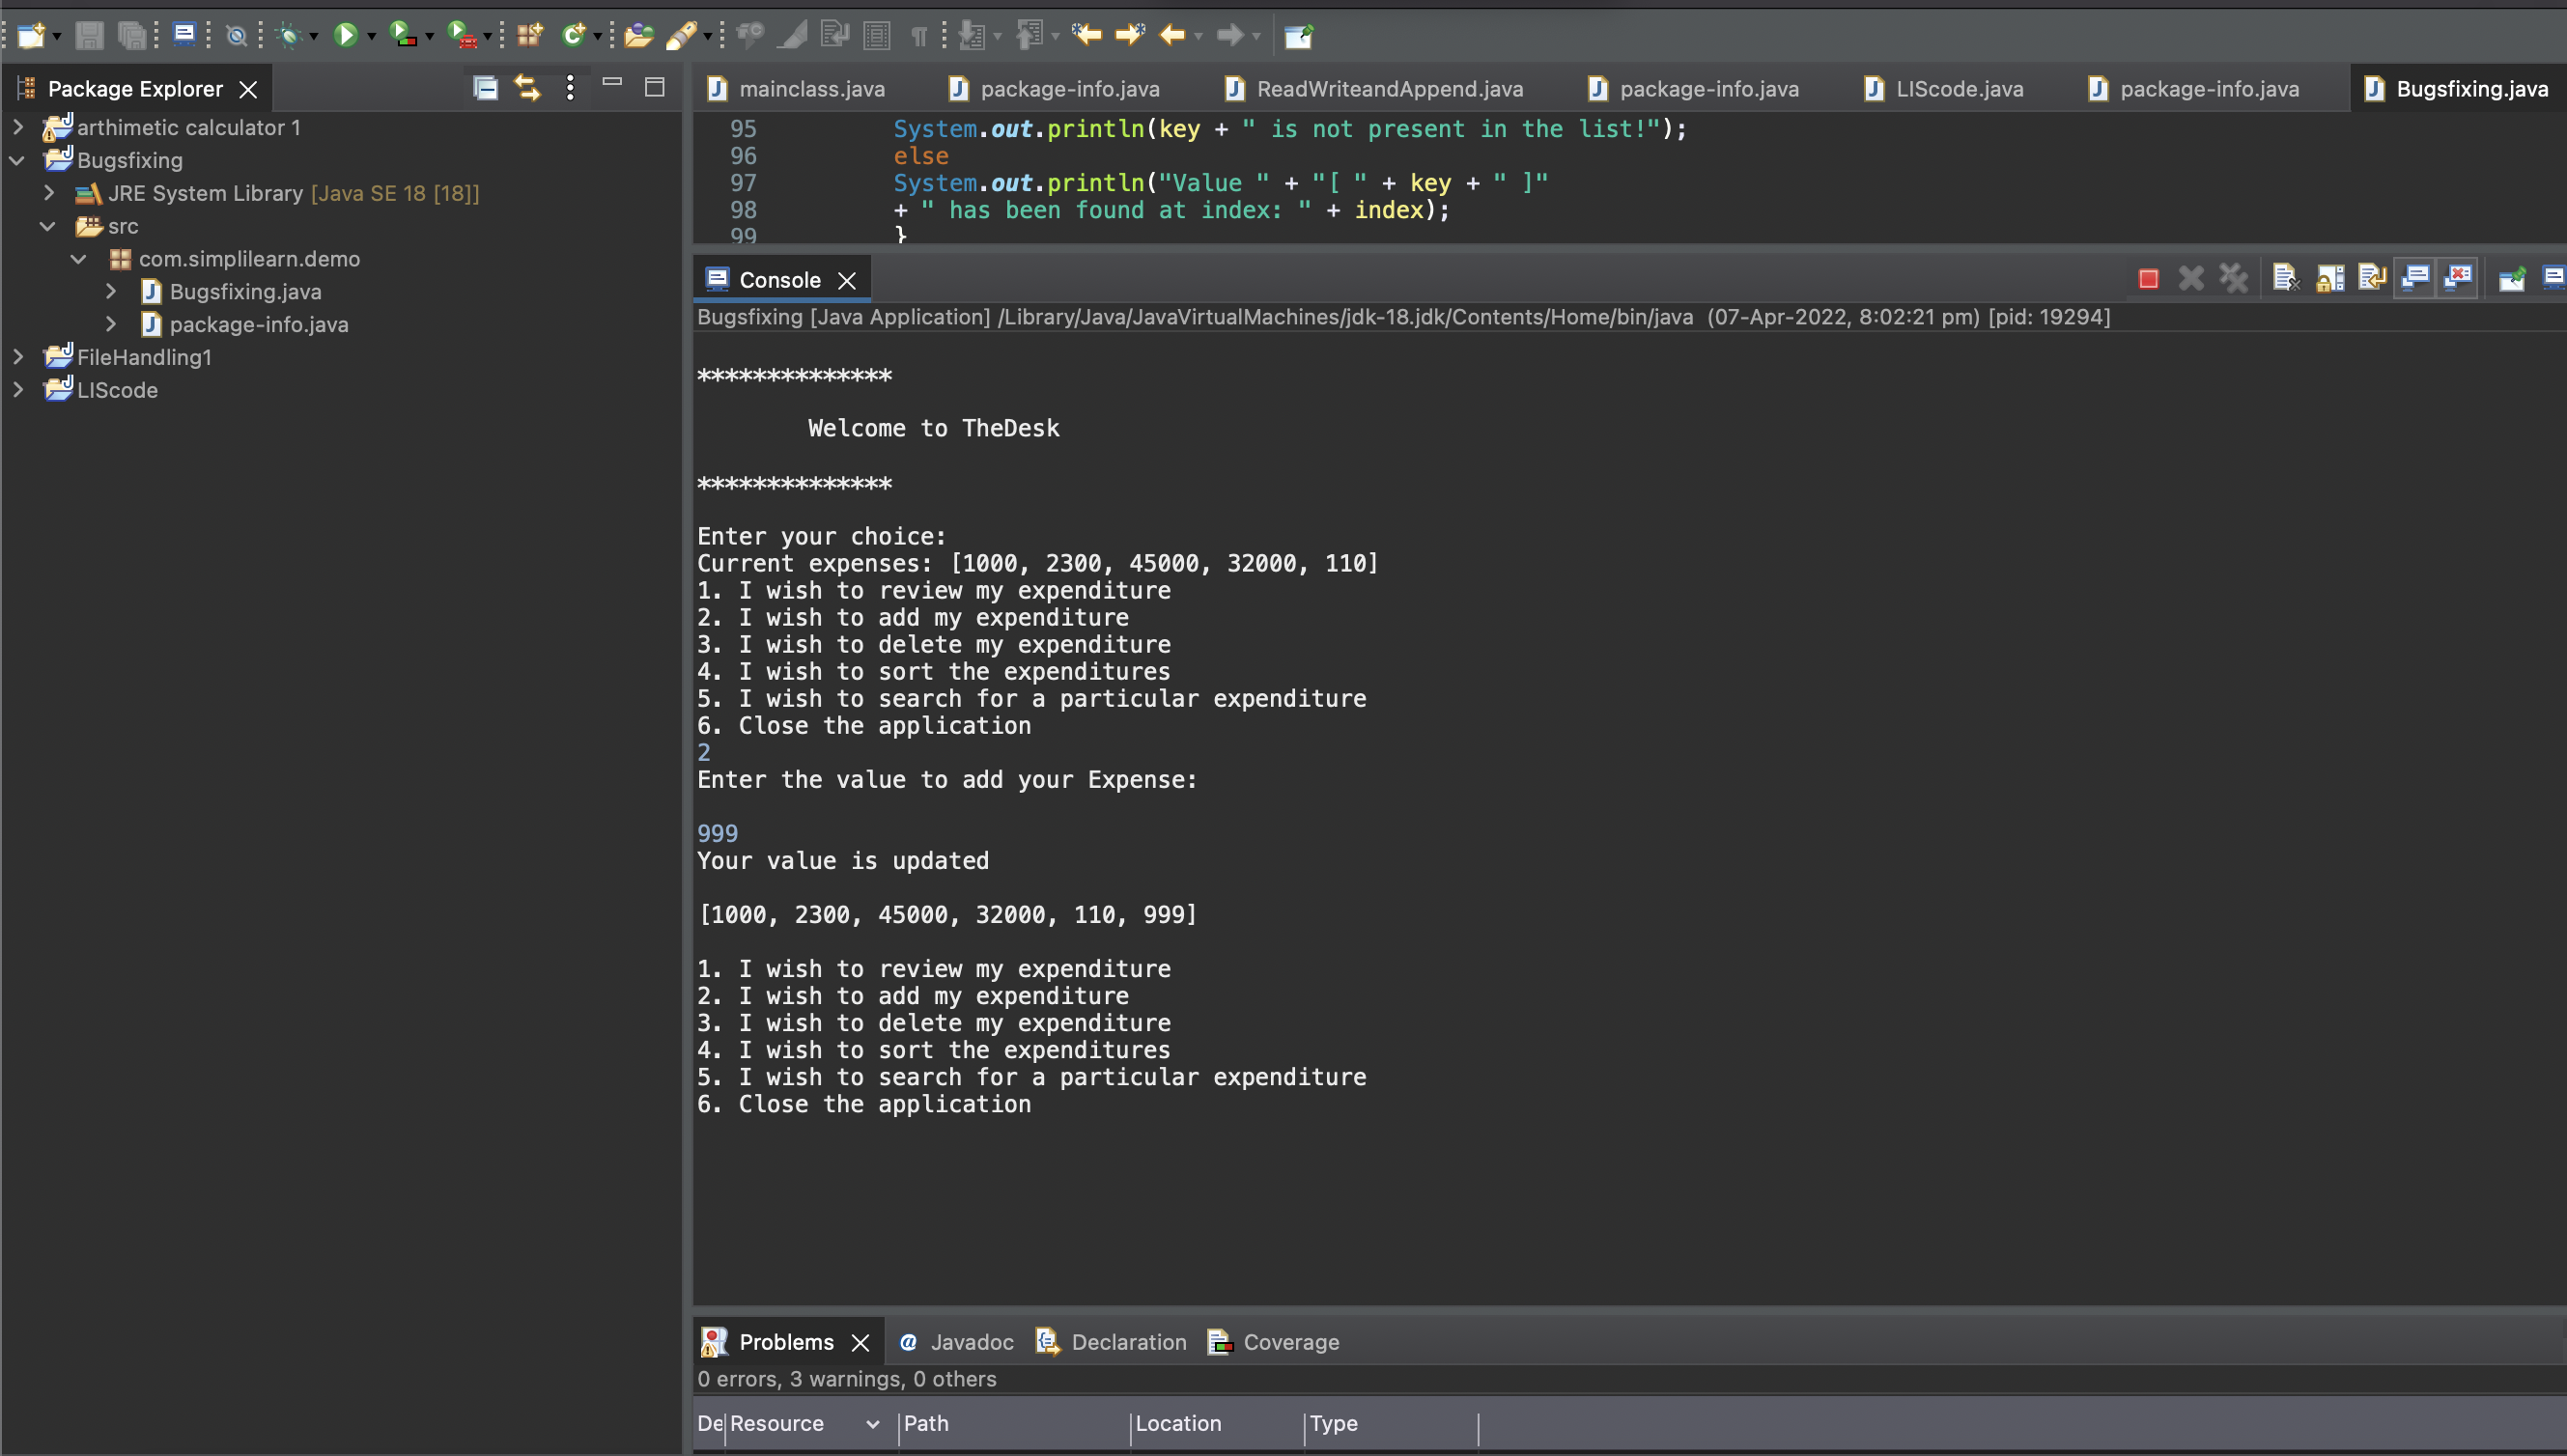 Package Explorer
arthimetic calculator 1
Bugsfixing
JRE System Library [Java SE 18 [18]]
src
com.simplilearn.demo
Bugsfixing.java
package-info.java
FileHandling1
LIScode
mainclass.java package-info.java ReadWriteandAppend.java package-info.java LIScode.java package-info.java Bugsfixing.java
95 System.out.println(key + " is not present in the list!");
96 else
97 System.out.println("Value " + "[ " + key + " ]"
98 + " has been found at index: " + index);
99 }
Console
Bugsfixing [Java Application] /Library/Java/JavaVirtualMachines/jdk-18.jdk/Contents/Home/bin/java (07-Apr-2022, 8:02:21 pm) [pid: 19294]
**************
Welcome to TheDesk
**************
Enter your choice:
Current expenses: [1000, 2300, 45000, 32000, 110]
1. I wish to review my expenditure
2. I wish to add my expenditure
3. I wish to delete my expenditure
4. I wish to sort the expenditures
5. I wish to search for a particular expenditure
6. Close the application
2
Enter the value to add your Expense:
999
Your value is updated
[1000, 2300, 45000, 32000, 110, 999]
1. I wish to review my expenditure
2. I wish to add my expenditure
3. I wish to delete my expenditure
4. I wish to sort the expenditures
5. I wish to search for a particular expenditure
6. Close the application
Problems Javadoc Declaration Coverage
0 errors, 3 warnings, 0 others
De Resource Path Location Type